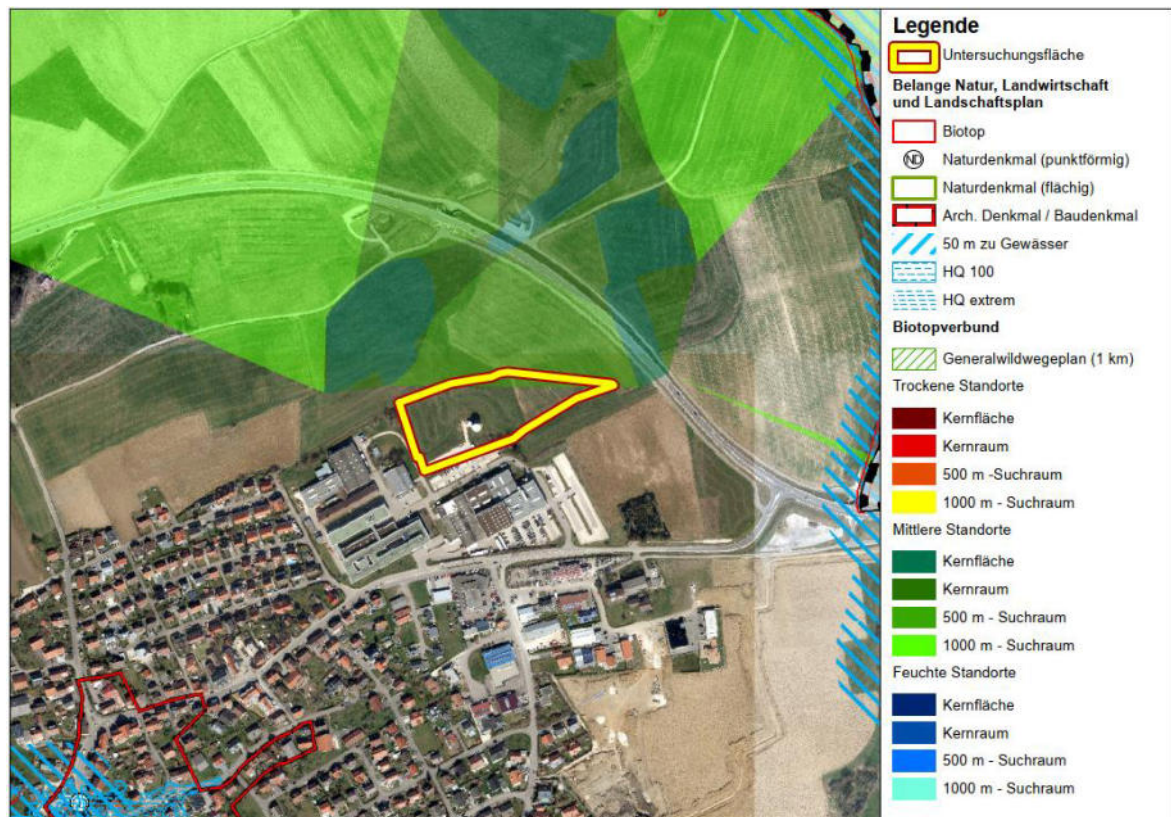 Legende
Untersuchungsfläche
Belange Natur, Landwirtschaft
und Landschaftsplan
Biotop
ND Naturdenkmal (punktförmig)
Naturdenkmal (flächig)
Arch. Denkmal / Baudenkmal
50 m zu Gewässer
HQ 100
HQ extrem
Biotopverbund
Generalwildwegeplan (1 km)
Trockene Standorte
Kernfläche
Kernraum
500 m -Suchraum
1000 m - Suchraum
Mittlere Standorte
Kernfläche
Kernraum
500 m - Suchraum
1000 m - Suchraum
Feuchte Standorte
Kernfläche
Kernraum
500 m - Suchraum
1000 m - Suchraum
ND